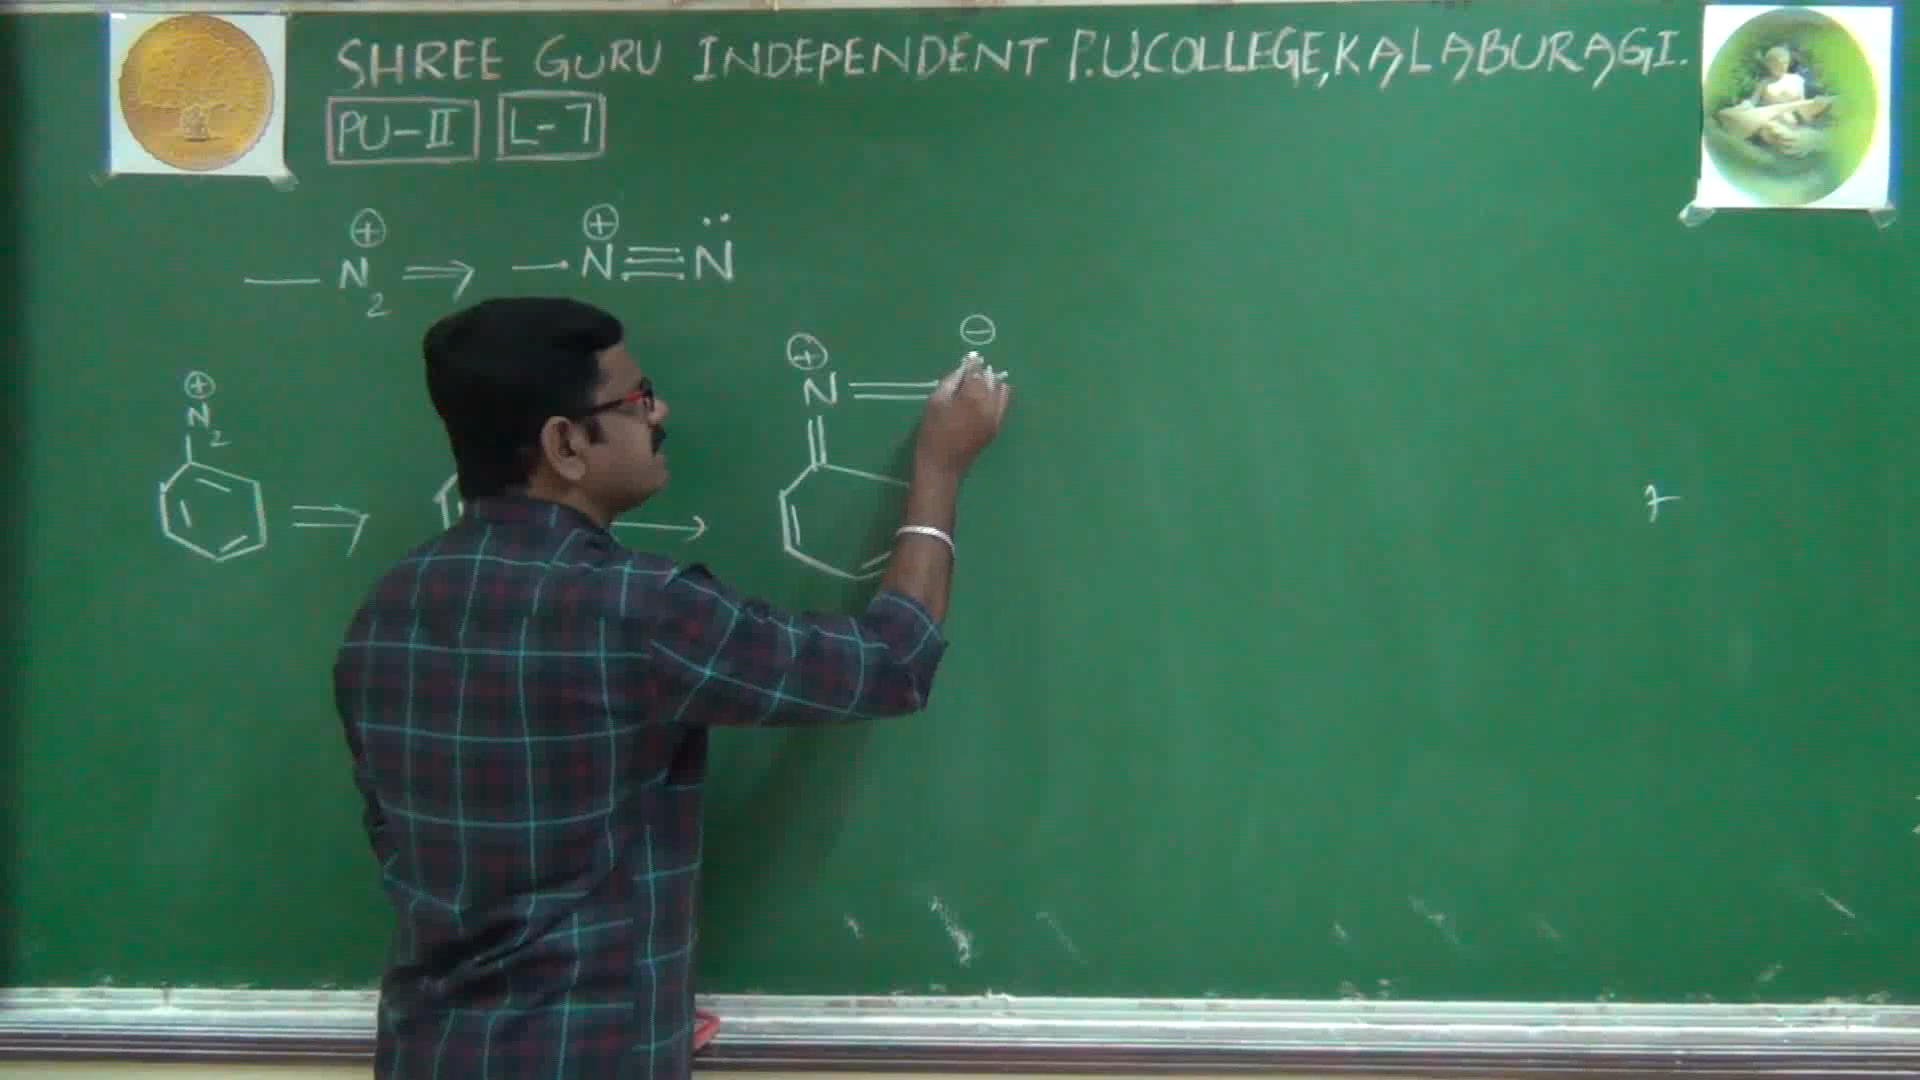 SHREE GURU INDEPENDENT P.U.COLLEGE,KALABURAGI.
PU-II L-7
—N₂⊕ ⇒ —N⊕≡N̈
⊕ ⊖
N₂⊕ N=